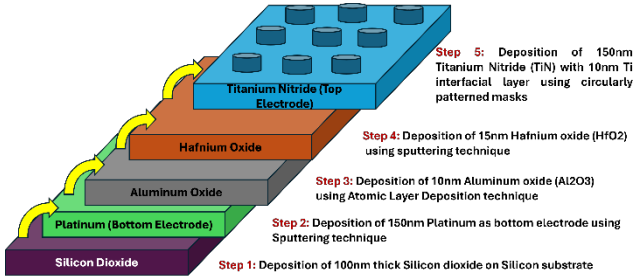 Step 5: Deposition of 150nm
Titanium Nitride (TiN) with 10nm Ti
interfacial layer using circularly
patterned masks
Titanium Nitride (Top
Electrode)
Step 4: Deposition of 15nm Hafnium oxide (HfO2)
using sputtering technique
Hafnium Oxide
Step 3: Deposition of 10nm Aluminum oxide (Al2O3)
using Atomic Layer Deposition technique
Aluminum Oxide
Step 2: Deposition of 150nm Platinum as bottom electrode using
Sputtering technique
Platinum (Bottom Electrode)
Silicon Dioxide
Step 1: Deposition of 100nm thick Silicon dioxide on Silicon substrate